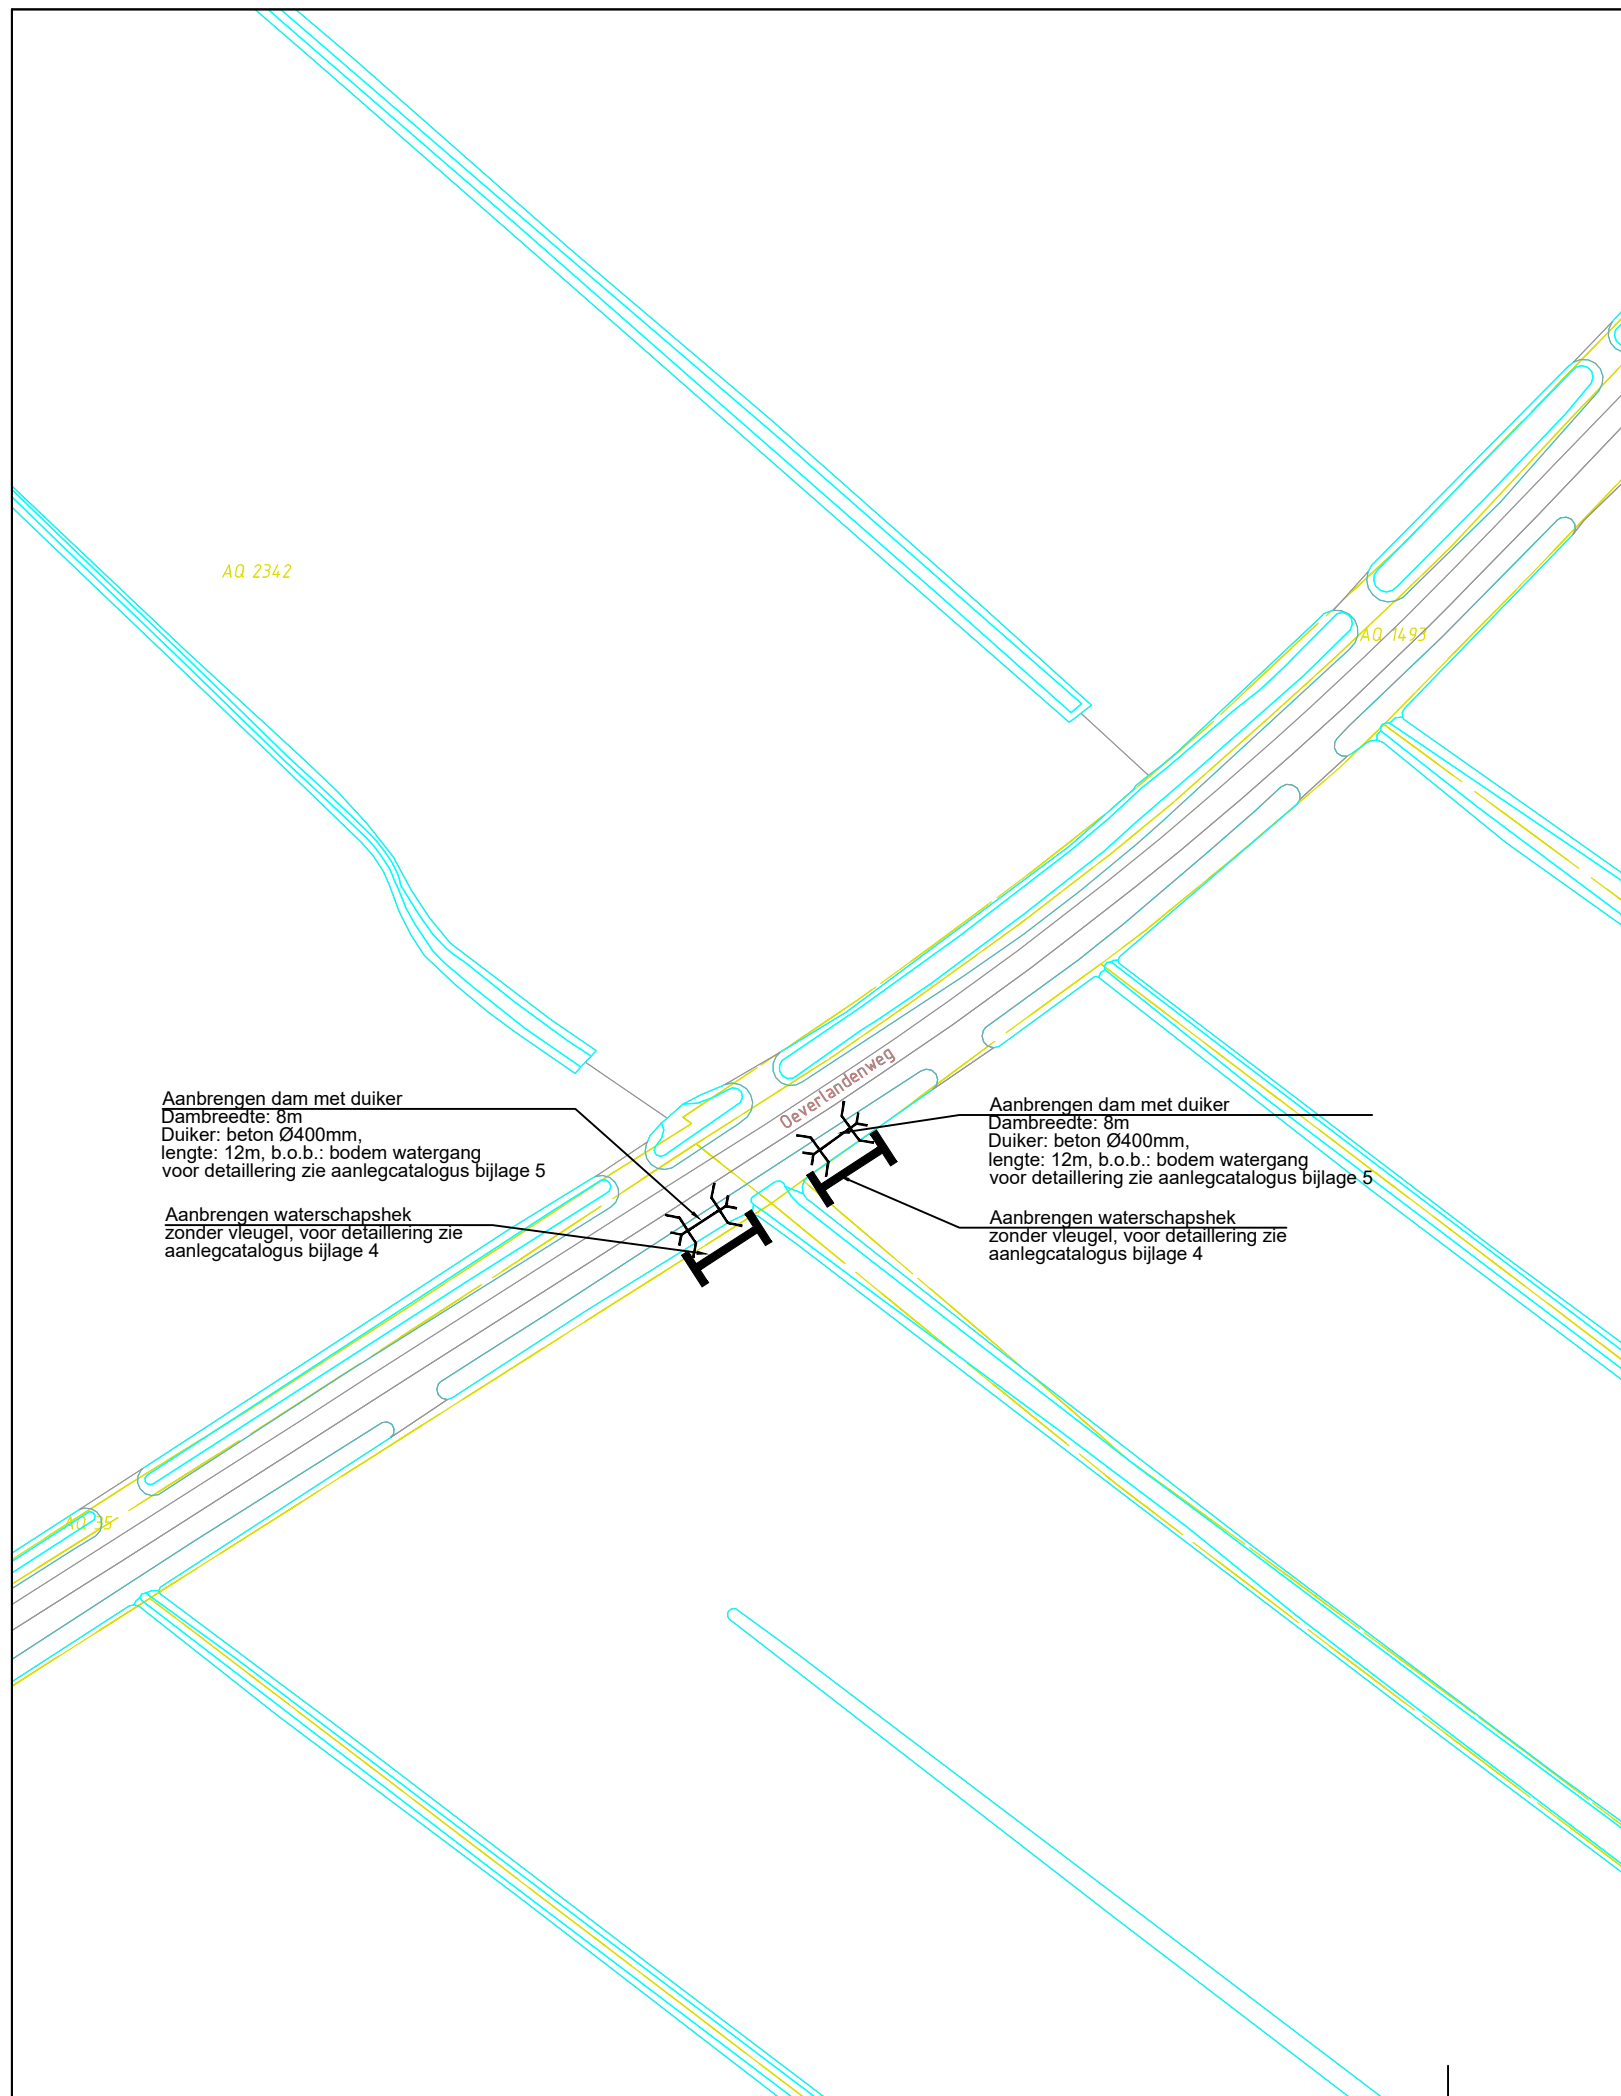 AQ 2342
AQ 1493
Oeverlandenweg
Aanbrengen dam met duiker
Dambreedte: 8m
Duiker: beton Ø400mm,
lengte: 12m, b.o.b.: bodem watergang
voor detaillering zie aanlegcatalogus bijlage 5
Aanbrengen waterschapshek
zonder vleugel, voor detaillering zie
aanlegcatalogus bijlage 4
Aanbrengen dam met duiker
Dambreedte: 8m
Duiker: beton Ø400mm,
lengte: 12m, b.o.b.: bodem watergang
voor detaillering zie aanlegcatalogus bijlage 5
Aanbrengen waterschapshek
zonder vleugel, voor detaillering zie
aanlegcatalogus bijlage 4
AQ 35